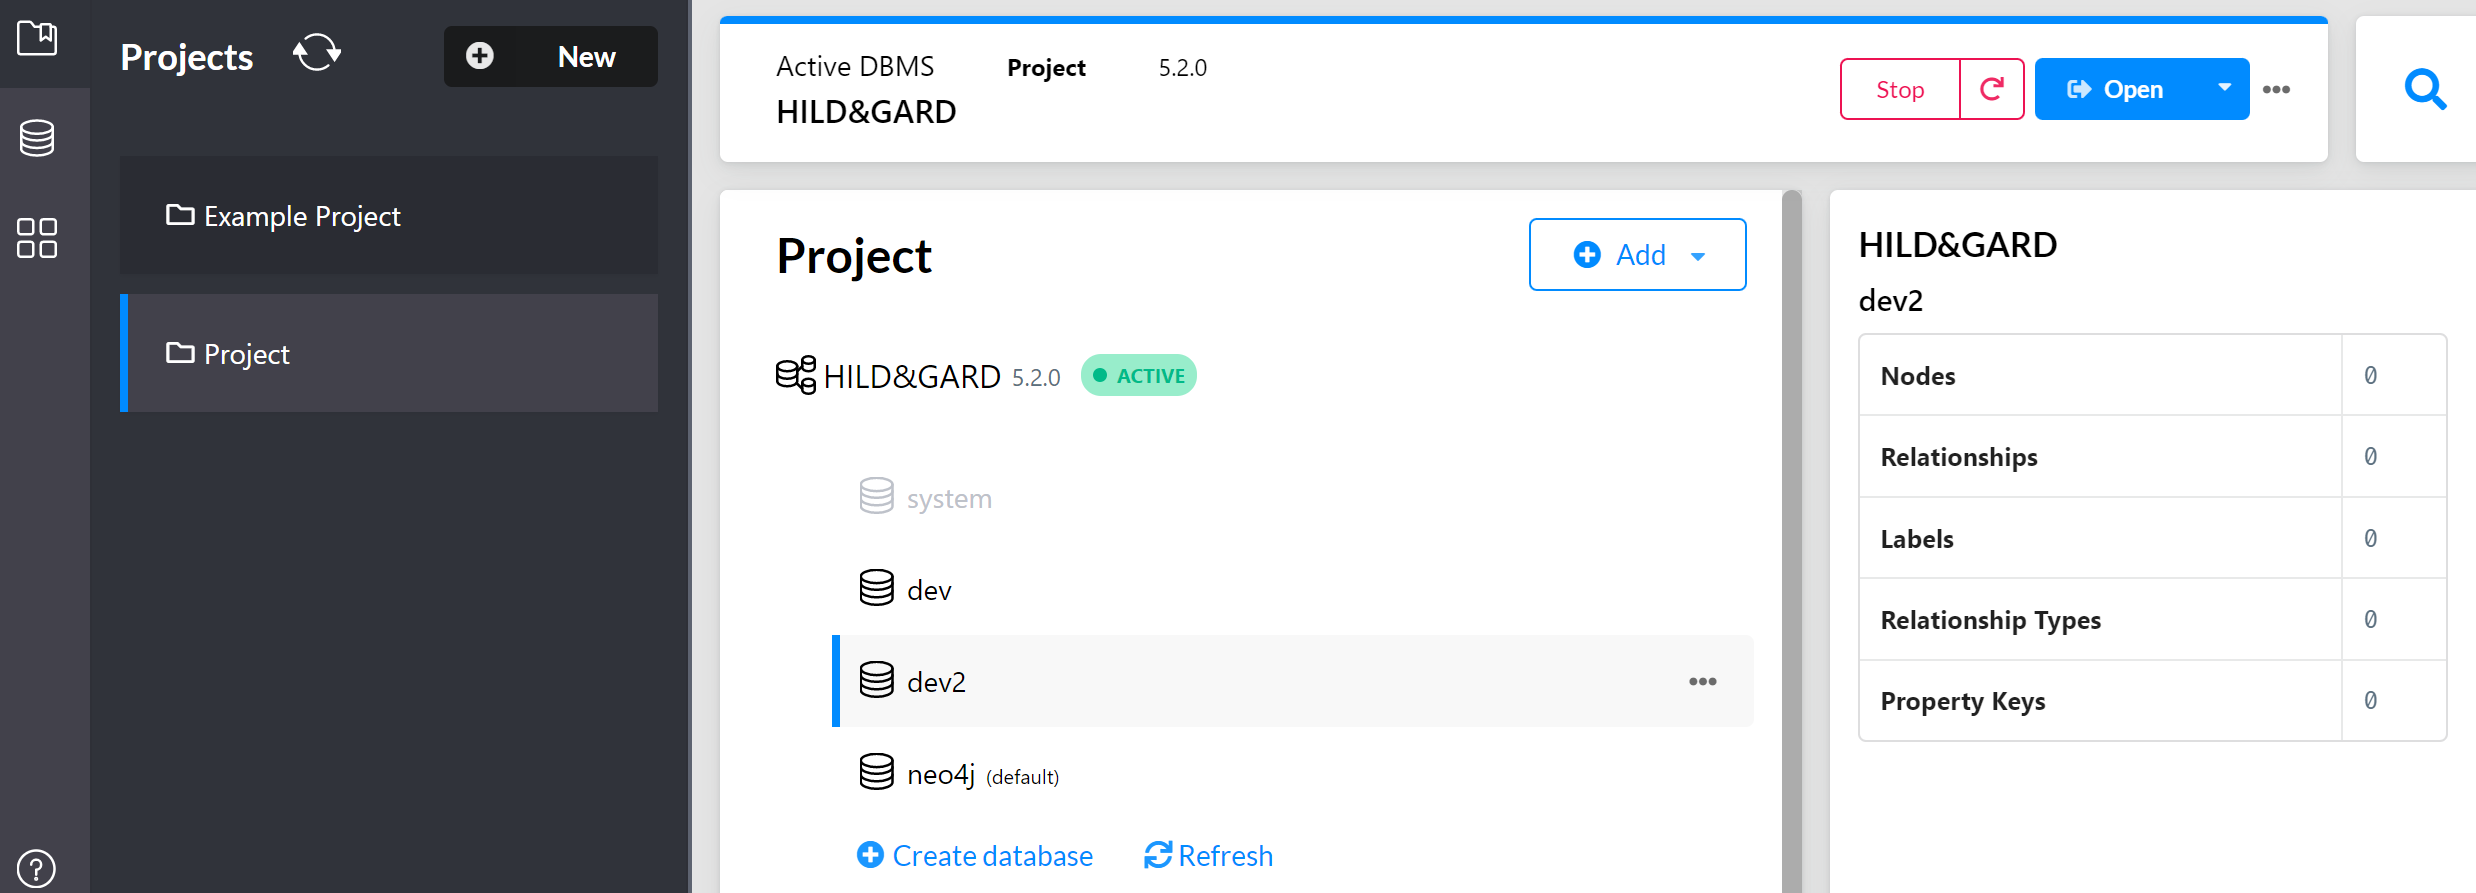 Projects
New
Example Project
Project
Active DBMS Project 5.2.0
HILD&GARD
Stop
Open
Project
Add
HILD&GARD 5.2.0 ACTIVE
system
dev
dev2
neo4j (default)
Create database Refresh
HILD&GARD
dev2
Nodes 0
Relationships 0
Labels 0
Relationship Types 0
Property Keys 0